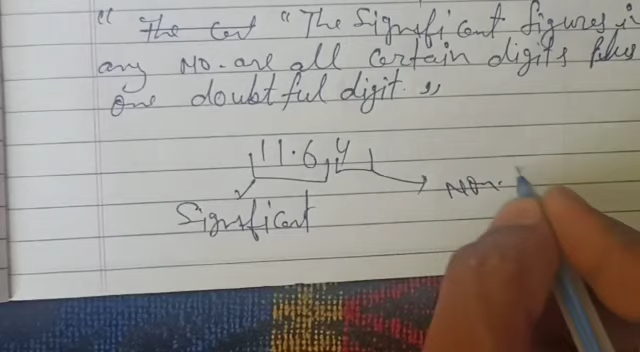 " The Cert "The Significant figures in
any No. are all Certain digits Plus
One doubtful digit. "
11.6,4
Significant Non.